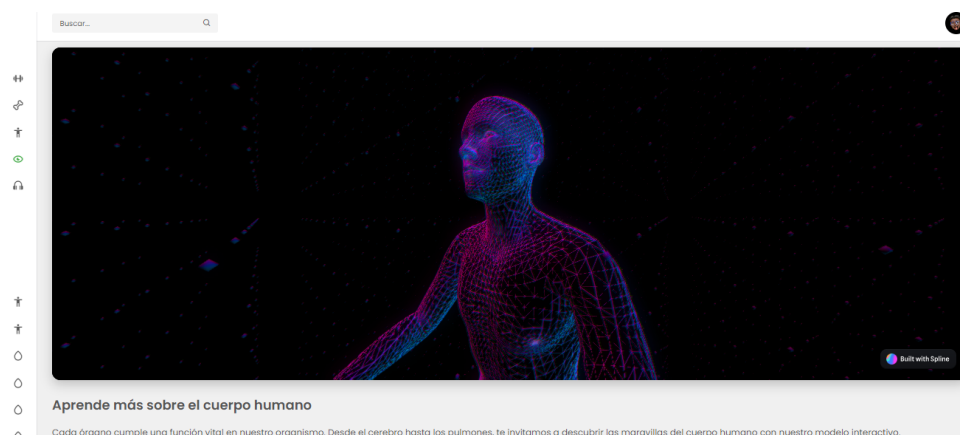 Buscar...
Built with Spline
Aprende más sobre el cuerpo humano
Cada órgano cumple una función vital en nuestro organismo. Desde el cerebro hasta los pulmones, te invitamos a descubrir las maravillas del cuerpo humano con nuestro modelo interactivo.